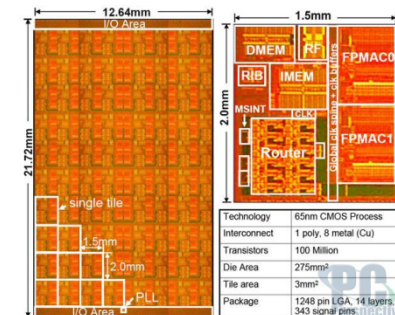 12.64mm
I/O Area
21.72mm
single tile
1.5mm
2.0mm
PLL
I/O Area
1.5mm
2.0mm
DMEM
RF
RIB
IMEM
MSINT
CLK
Router
Global clk spine + clk buffers
FPMAC0
FPMAC1
Technology 65nm CMOS Process
Interconnect 1 poly, 8 metal (Cu)
Transistors 100 Million
Die Area 275mm²
Tile area 3mm²
Package 1248 pin LGA, 14 layers,
343 signal pins
PC